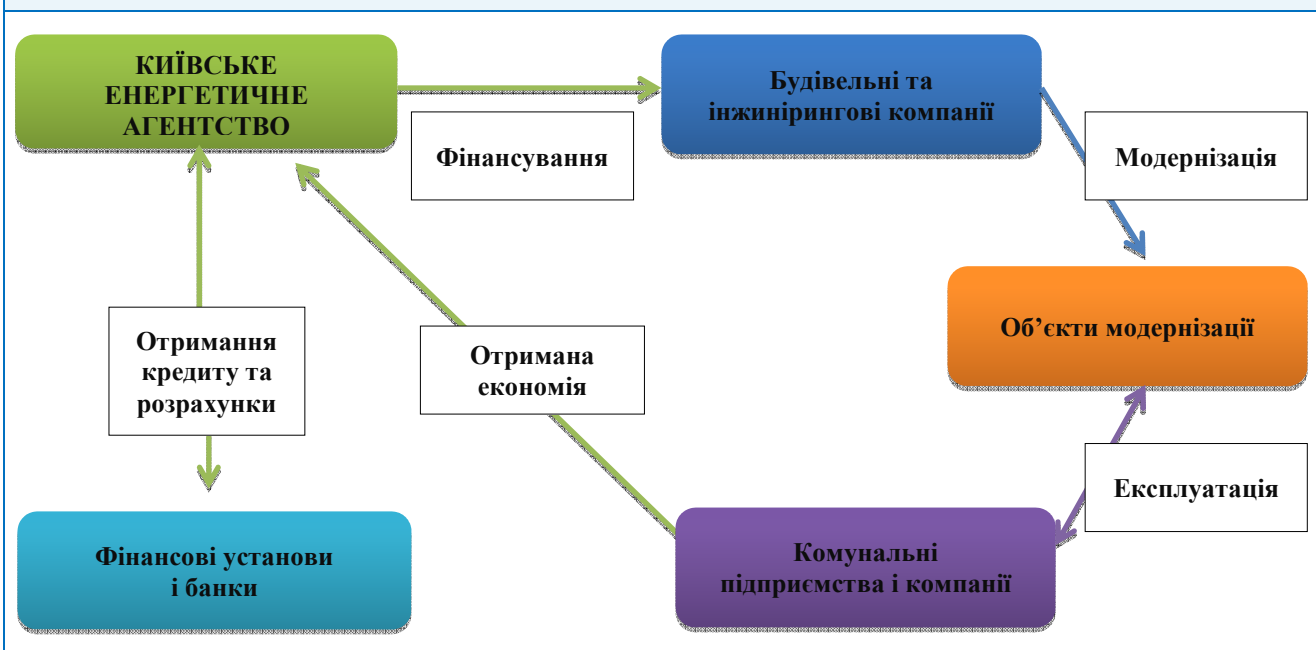 КИЇВСЬКЕ
ЕНЕРГЕТИЧНЕ
АГЕНТСТВО
Будівельні та
інжинірингові компанії
Фінансування
Модернізація
Об’єкти модернізації
Отримання
кредиту та
розрахунки
Отримана
економія
Експлуатація
Фінансові установи
і банки
Комунальні
підприємства і компанії